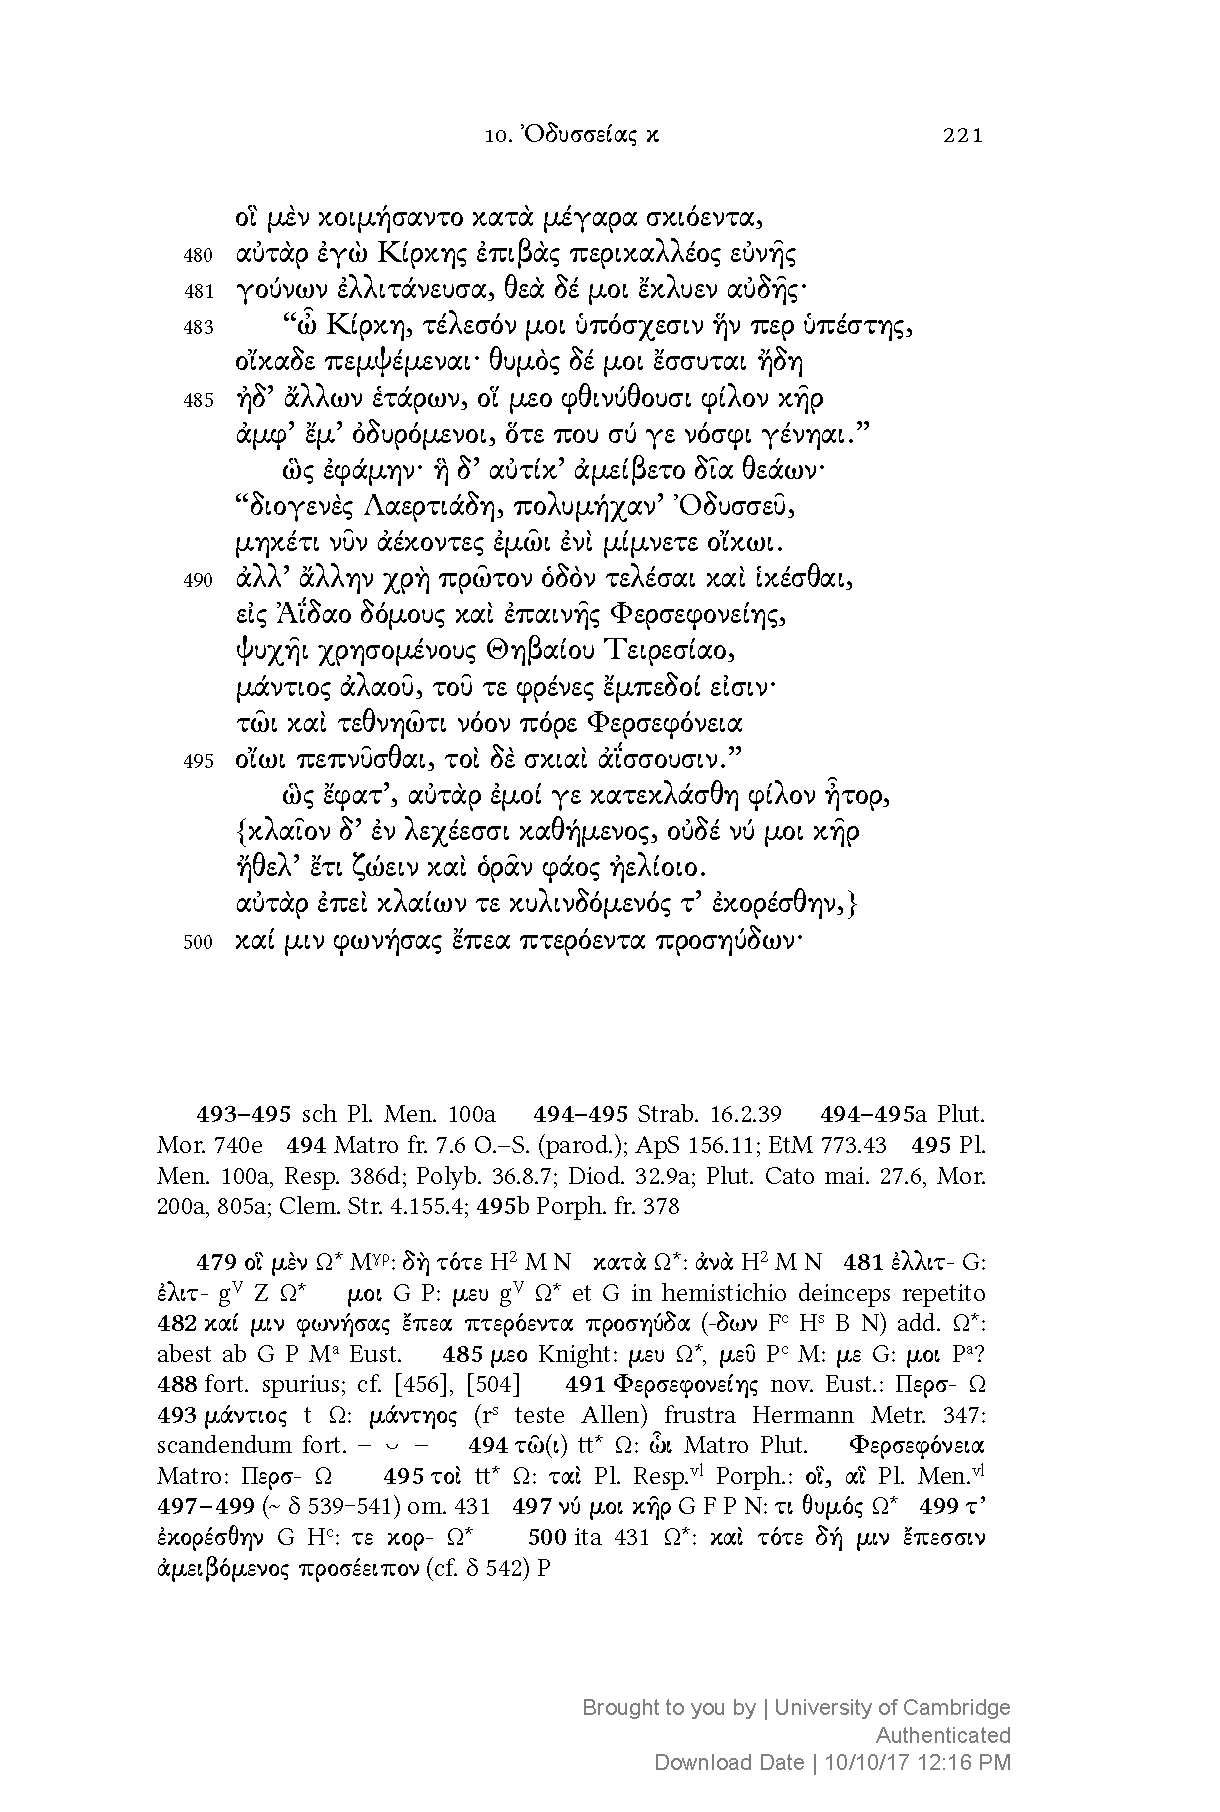 10. Ὀδυσσείας κ 221
οἳ μὲν κοιμήσαντο κατὰ μέγαρα σκιόεντα,
480 αὐτὰρ ἐγὼ Κίρκης ἐπιβὰς περικαλλέος εὐνῆς
481 γούνων ἐλλιτάνευσα, θεὰ δέ μοι ἔκλυεν αὐδῆς·
483 “ὦ Κίρκη, τέλεσόν μοι ὑπόσχεσιν ἥν περ ὑπέστης,
οἴκαδε πεμψέμεναι· θυμὸς δέ μοι ἔσσυται ἤδη
485 ἠδ’ ἄλλων ἑτάρων, οἵ μεο φθινύθουσι φίλον κῆρ
ἀμφ’ ἔμ’ ὀδυρόμενοι, ὅτε που σύ γε νόσφι γένηαι.”
ὣς ἐφάμην· ἣ δ’ αὐτίκ’ ἀμείβετο δῖα θεάων·
“διογενὲς Λαερτιάδη, πολυμήχαν’ Ὀδυσσεῦ,
μηκέτι νῦν ἀέκοντες ἐμῶι ἐνὶ μίμνετε οἴκωι.
490 ἀλλ’ ἄλλην χρὴ πρῶτον ὁδὸν τελέσαι καὶ ἱκέσθαι,
εἰς Ἀΐδαο δόμους καὶ ἐπαινῆς Φερσεφονείης,
ψυχῆι χρησομένους Θηβαίου Τειρεσίαο,
μάντιος ἀλαοῦ, τοῦ τε φρένες ἔμπεδοί εἰσιν·
τῶι καὶ τεθνηῶτι νόον πόρε Φερσεφόνεια
495 οἴωι πεπνῦσθαι, τοὶ δὲ σκιαὶ ἀΐσσουσιν.”
ὣς ἔφατ’, αὐτὰρ ἐμοί γε κατεκλάσθη φίλον ἦτορ,
{κλαῖον δ’ ἐν λεχέεσσι καθήμενος, οὐδέ νύ μοι κῆρ
ἤθελ’ ἔτι ζώειν καὶ ὁρᾶν φάος ἠελίοιο.
αὐτὰρ ἐπεὶ κλαίων τε κυλινδόμενός τ’ ἐκορέσθην,}
500 καί μιν φωνήσας ἔπεα πτερόεντα προσηύδων·
493–495 sch Pl. Men. 100a 494–495 Strab. 16.2.39 494–495a Plut.
Mor. 740e 494 Matro fr. 7.6 O.–S. (parod.); ApS 156.11; EtM 773.43 495 Pl.
Men. 100a, Resp. 386d; Polyb. 36.8.7; Diod. 32.9a; Plut. Cato mai. 27.6, Mor.
200a, 805a; Clem. Str. 4.155.4; 495b Porph. fr. 378
479 οἳ μὲν Ω* Mγρ: δὴ τότε H2 M N κατὰ Ω*: ἀνὰ H2 M N 481 ἐλλιτ- G:
ἐλιτ- gV Z Ω* μοι G P: μευ gV Ω* et G in hemistichio deinceps repetito
482 καί μιν φωνήσας ἔπεα πτερόεντα προσηύδα (-δων Fc Hs B N) add. Ω*:
abest ab G P Ma Eust. 485 μεο Knight: μευ Ω*, μεῦ Pc M: με G: μοι Pa?
488 fort. spurius; cf. [456], [504] 491 Φερσεφονείης nov. Eust.: Περσ- Ω
493 μάντιος t Ω: μάντηος (rs teste Allen) frustra Hermann Metr. 347:
scandendum fort. – ⏑ – 494 τῶ(ι) tt* Ω: ὧι Matro Plut. Φερσεφόνεια
Matro: Περσ- Ω 495 τοὶ tt* Ω: ταὶ Pl. Resp.vl Porph.: οἳ, αἳ Pl. Men.vl
497–499 (~ δ 539–541) om. 431 497 νύ μοι κῆρ G F P N: τι θυμός Ω* 499 τ’
ἐκορέσθην G Hc: τε κορ- Ω* 500 ita 431 Ω*: καὶ τότε δή μιν ἔπεσσιν
ἀμειβόμενος προσέειπον (cf. δ 542) P
Brought to you by | University of Cambridge
Authenticated
Download Date | 10/10/17 12:16 PM